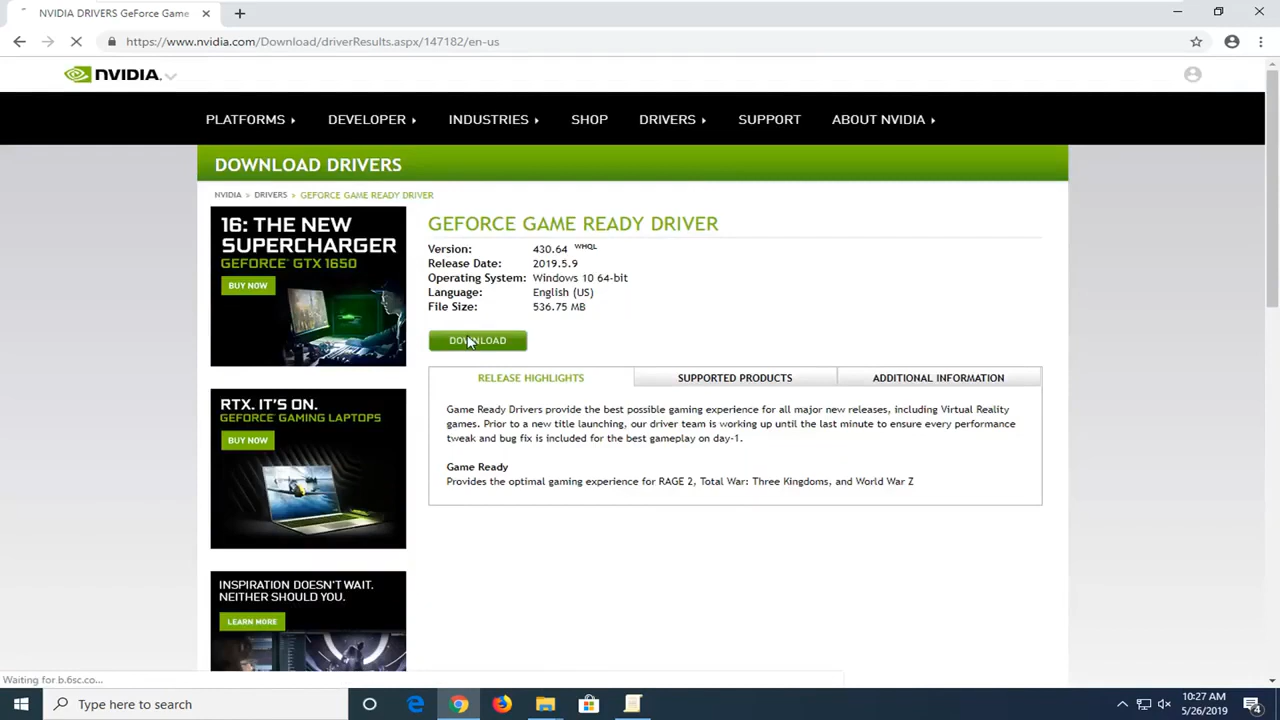 NVIDIA DRIVERS GeForce Game
https://www.nvidia.com/Download/driverResults.aspx/147182/en-us
NVIDIA.
PLATFORMS DEVELOPER INDUSTRIES SHOP DRIVERS SUPPORT ABOUT NVIDIA
DOWNLOAD DRIVERS
NVIDIA > DRIVERS > GEFORCE GAME READY DRIVER
16: THE NEW
SUPERCHARGER
GEFORCE® GTX 1650
BUY NOW
RTX. IT'S ON.
GEFORCE® GAMING LAPTOPS
BUY NOW
INSPIRATION DOESN'T WAIT.
NEITHER SHOULD YOU.
LEARN MORE
GEFORCE GAME READY DRIVER
Version: 430.64 WHQL
Release Date: 2019.5.9
Operating System: Windows 10 64-bit
Language: English (US)
File Size: 536.75 MB
DOWNLOAD
RELEASE HIGHLIGHTS SUPPORTED PRODUCTS ADDITIONAL INFORMATION
Game Ready Drivers provide the best possible gaming experience for all major new releases, including Virtual Reality
games. Prior to a new title launching, our driver team is working up until the last minute to ensure every performance
tweak and bug fix is included for the best gameplay on day-1.
Game Ready
Provides the optimal gaming experience for RAGE 2, Total War: Three Kingdoms, and World War Z
Waiting for b.6sc.co...
Type here to search
10:27 AM
5/26/2019
4